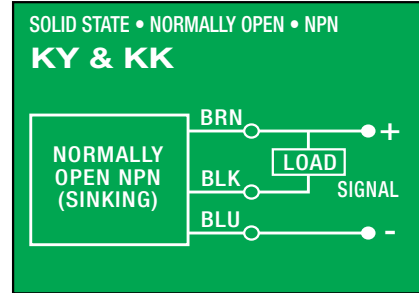 SOLID STATE • NORMALLY OPEN • NPN
KY & KK
BRN
+
NORMALLY
OPEN NPN
(SINKING)
LOAD
BLK
SIGNAL
BLU
-